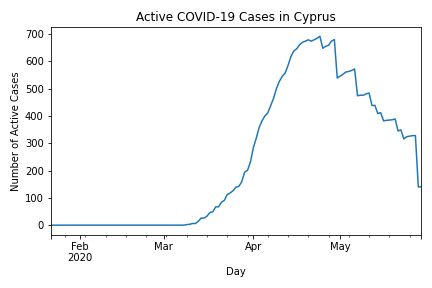 Active COVID-19 Cases in Cyprus
700
600
500
400
300
200
100
0
Number of Active Cases
Feb
2020
Mar
Apr
May
Day